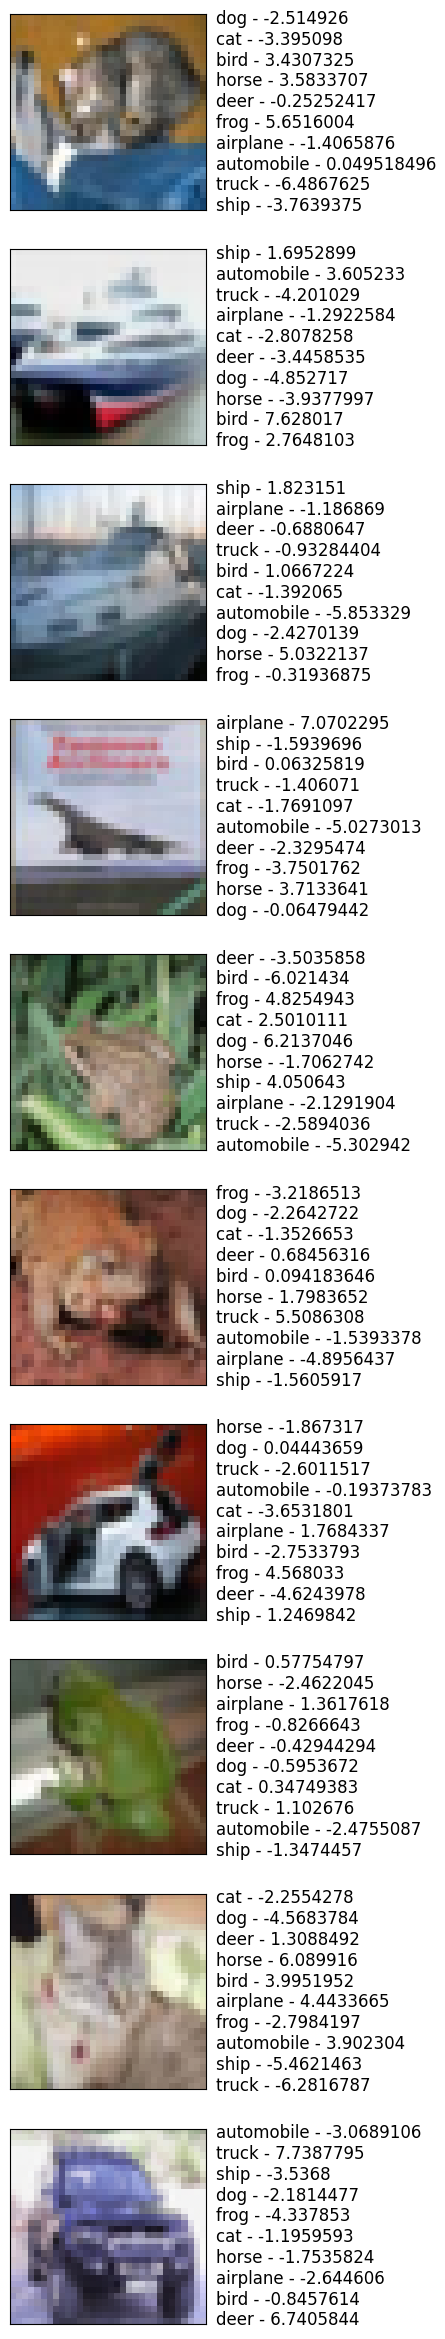 dog - -2.514926
cat - -3.395098
bird - 3.4307325
horse - 3.5833707
deer - -0.25252417
frog - 5.6516004
airplane - -1.4065876
automobile - 0.049518496
truck - -6.4867625
ship - -3.7639375
ship - 1.6952899
automobile - 3.605233
truck - -4.201029
airplane - -1.2922584
cat - -2.8078258
deer - -3.4458535
dog - -4.852717
horse - -3.9377997
bird - 7.628017
frog - 2.7648103
ship - 1.823151
airplane - -1.186869
deer - -0.6880647
truck - -0.93284404
bird - 1.0667224
cat - -1.392065
automobile - -5.853329
dog - -2.4270139
horse - 5.0322137
frog - -0.31936875
airplane - 7.0702295
ship - -1.5939696
bird - 0.06325819
truck - -1.406071
cat - -1.7691097
automobile - -5.0273013
deer - -2.3295474
frog - -3.7501762
horse - 3.7133641
dog - -0.06479442
deer - -3.5035858
bird - -6.021434
frog - 4.8254943
cat - 2.5010111
dog - 6.2137046
horse - -1.7062742
ship - 4.050643
airplane - -2.1291904
truck - -2.5894036
automobile - -5.302942
frog - -3.2186513
dog - -2.2642722
cat - -1.3526653
deer - 0.68456316
bird - 0.094183646
horse - 1.7983652
truck - 5.5086308
automobile - -1.5393378
airplane - -4.8956437
ship - -1.5605917
horse - -1.867317
dog - 0.04443659
truck - -2.6011517
automobile - -0.19373783
cat - -3.6531801
airplane - 1.7684337
bird - -2.7533793
frog - 4.568033
deer - -4.6243978
ship - 1.2469842
bird - 0.57754797
horse - -2.4622045
airplane - 1.3617618
frog - -0.8266643
deer - -0.42944294
dog - -0.5953672
cat - 0.34749383
truck - 1.102676
automobile - -2.4755087
ship - -1.3474457
cat - -2.2554278
dog - -4.5683784
deer - 1.3088492
horse - 6.089916
bird - 3.9951952
airplane - 4.4433665
frog - -2.7984197
automobile - 3.902304
ship - -5.4621463
truck - -6.2816787
automobile - -3.0689106
truck - 7.7387795
ship - -3.5368
dog - -2.1814477
frog - -4.337853
cat - -1.1959593
horse - -1.7535824
airplane - -2.644606
bird - -0.8457614
deer - 6.7405844